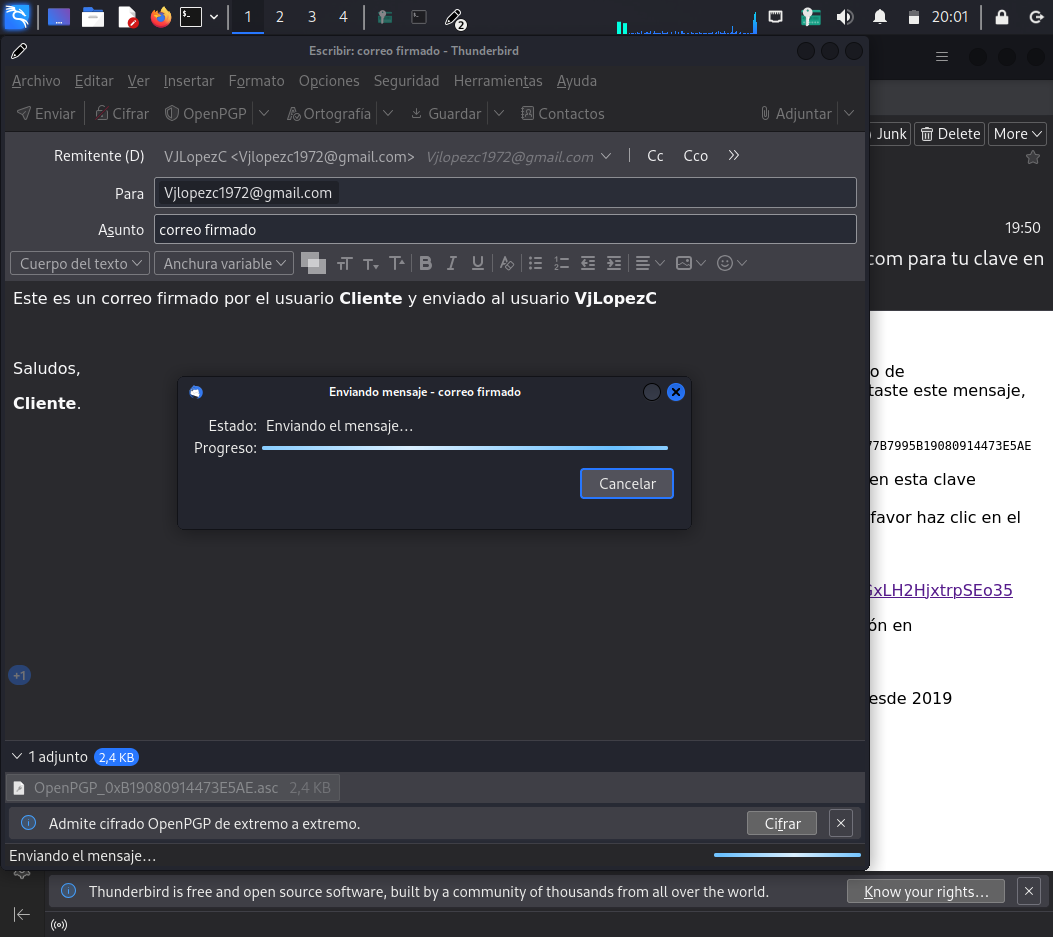 1 2 3 4 2 20:01
Escribir: correo firmado - Thunderbird
Archivo Editar Ver Insertar Formato Opciones Seguridad Herramientas Ayuda
Enviar Cifrar OpenPGP Ortografía Guardar Contactos Adjuntar
Junk Delete More
Remitente (D) VJLopezC <Vjlopezc1972@gmail.com> Vjlopezc1972@gmail.com Cc Cco
Para Vjlopezc1972@gmail.com
19:50
Asunto correo firmado
Cuerpo del texto Anchura variable
com para tu clave en
Este es un correo firmado por el usuario Cliente y enviado al usuario VjLopezC
Saludos,
Cliente.
Enviando mensaje - correo firmado
Estado: Enviando el mensaje...
Progreso:
Cancelar
o de
taste este mensaje,
77B7995B19080914473E5AE
en esta clave
favor haz clic en el
GxLH2HjxtrpSEo35
ón en
esde 2019
+1
1 adjunto 2,4 KB
OpenPGP_0xB19080914473E5AE.asc 2,4 KB
Admite cifrado OpenPGP de extremo a extremo. Cifrar
Enviando el mensaje...
Thunderbird is free and open source software, built by a community of thousands from all over the world. Know your rights...